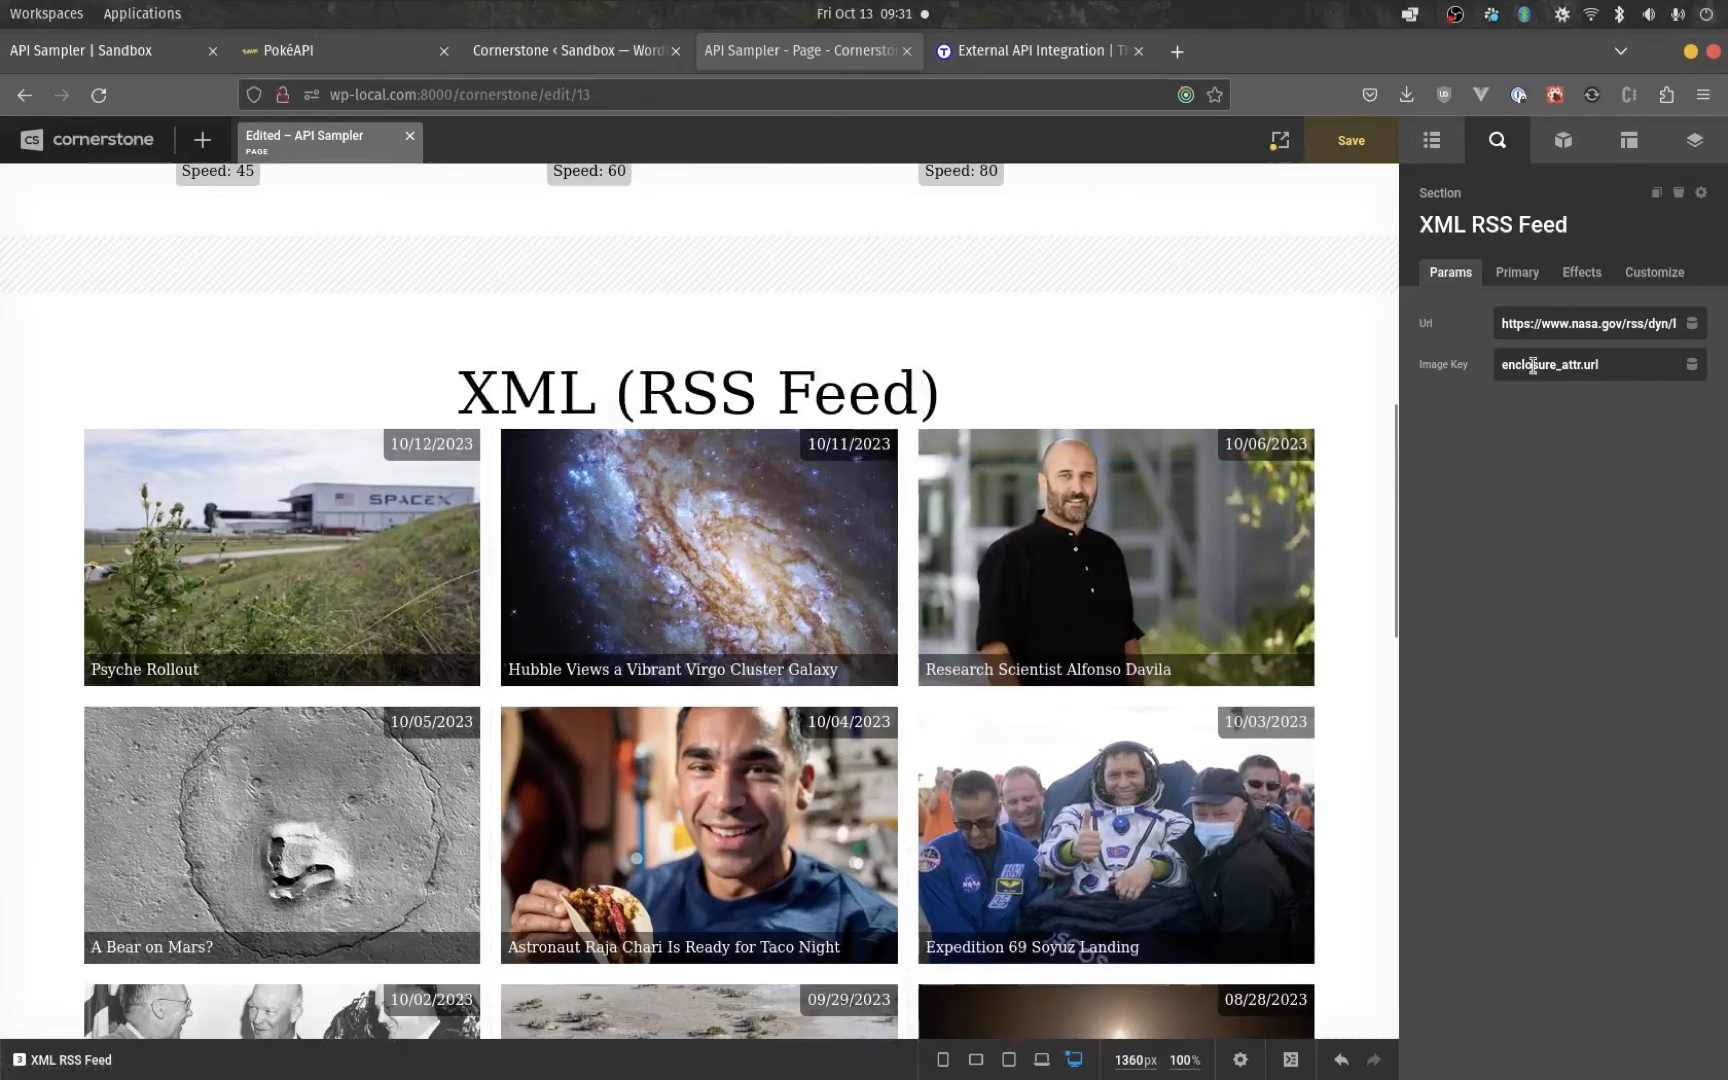 Workspaces Applications Fri Oct 13 09:31
API Sampler | Sandbox PokéAPI Cornerstone ‹ Sandbox — Word API Sampler - Page - Cornersto External API Integration | Th
wp-local.com:8000/cornerstone/edit/13
cs cornerstone
Edited – API Sampler
PAGE
Save
Speed: 45 Speed: 60 Speed: 80
Section
XML RSS Feed
Params Primary Effects Customize
Url https://www.nasa.gov/rss/dyn/l
Image Key enclosure_attr.url
XML (RSS Feed)
10/12/2023 10/11/2023 10/06/2023
SPACEX
Psyche Rollout Hubble Views a Vibrant Virgo Cluster Galaxy Research Scientist Alfonso Davila
10/05/2023 10/04/2023 10/03/2023
NASA
A Bear on Mars? Astronaut Raja Chari Is Ready for Taco Night Expedition 69 Soyuz Landing
10/02/2023 09/29/2023 08/28/2023
3 XML RSS Feed
1360px 100%